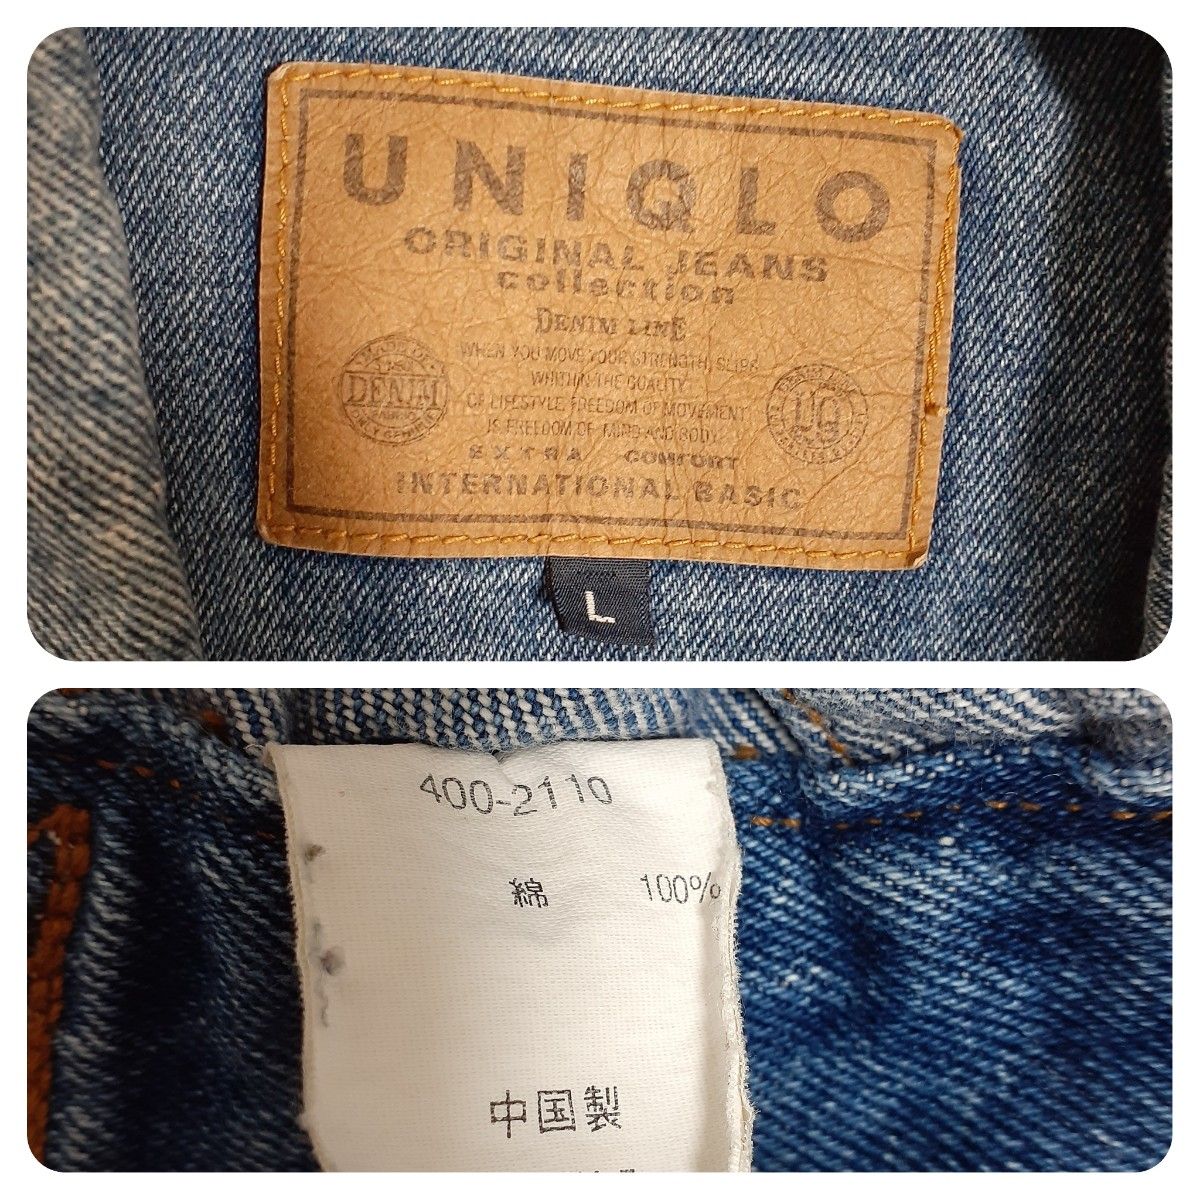 UNIQLO
ORIGINAL JEANS
collection
DENIM LINE
WHEN YOU MOVE YOUR STRENGTH SLIPS
WHITHIN THE QUALITY
OF LIFESTYLE FREEDOM OF MOVEMENT
IS FREEDOM OF MIND AND BODY
EXTRA COMFORT
INTERNATIONAL BASIC
DENIM
UQ
L
400-2110
綿 100%
中国製